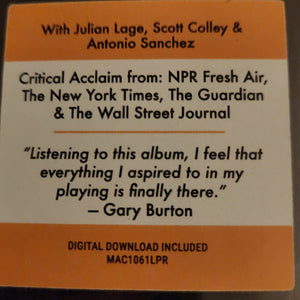 With Julian Lage, Scott Colley &
Antonio Sanchez
Critical Acclaim from: NPR Fresh Air,
The New York Times, The Guardian
& The Wall Street Journal
“Listening to this album, I feel that
everything I aspired to in my
playing is finally there.”
— Gary Burton
DIGITAL DOWNLOAD INCLUDED
MAC1061LPR